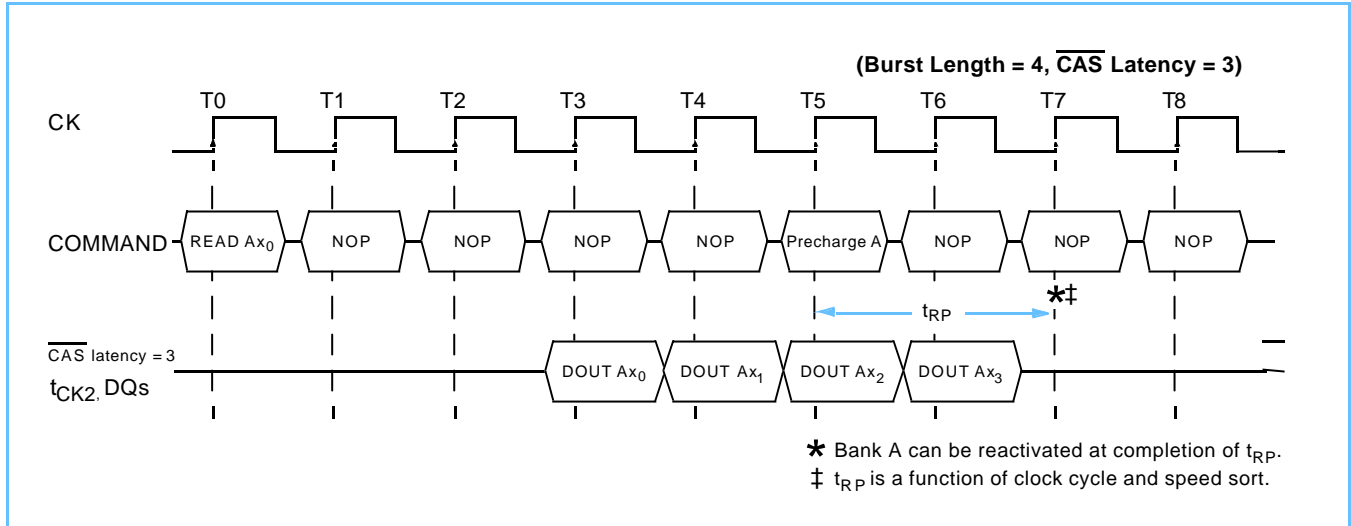 (Burst Length = 4, CAS Latency = 3)
T0 T1 T2 T3 T4 T5 T6 T7 T8
CK
COMMAND READ Ax0 NOP NOP NOP NOP Precharge A NOP NOP NOP
*‡
tRP
CAS latency = 3
tCK2, DQs
DOUT Ax0 DOUT Ax1 DOUT Ax2 DOUT Ax3
* Bank A can be reactivated at completion of tRP.
‡ tRP is a function of clock cycle and speed sort.